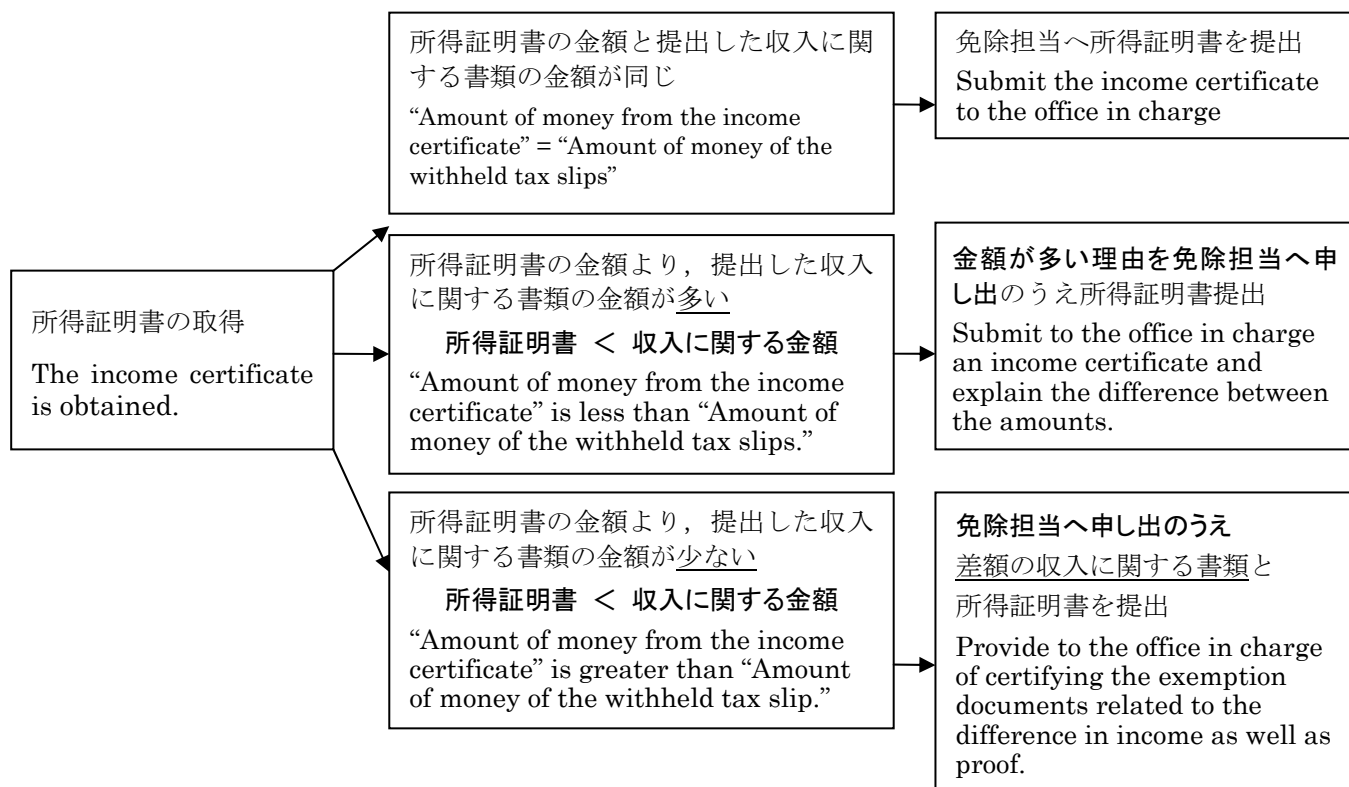 所得証明書の取得
The income certificate
is obtained.
所得証明書の金額と提出した収入に関
する書類の金額が同じ
“Amount of money from the income
certificate” = “Amount of money of the
withheld tax slips”
免除担当へ所得証明書を提出
Submit the income certificate
to the office in charge
所得証明書の金額より，提出した収入
に関する書類の金額が多い
所得証明書 ＜ 収入に関する金額
“Amount of money from the income
certificate” is less than “Amount of
money of the withheld tax slips.”
金額が多い理由を免除担当へ申
し出のうえ所得証明書提出
Submit to the office in charge
an income certificate and
explain the difference between
the amounts.
所得証明書の金額より，提出した収入
に関する書類の金額が少ない
所得証明書 ＜ 収入に関する金額
“Amount of money from the income
certificate” is greater than “Amount
of money of the withheld tax slip.”
免除担当へ申し出のうえ
差額の収入に関する書類と
所得証明書を提出
Provide to the office in charge
of certifying the exemption
documents related to the
difference in income as well as
proof.